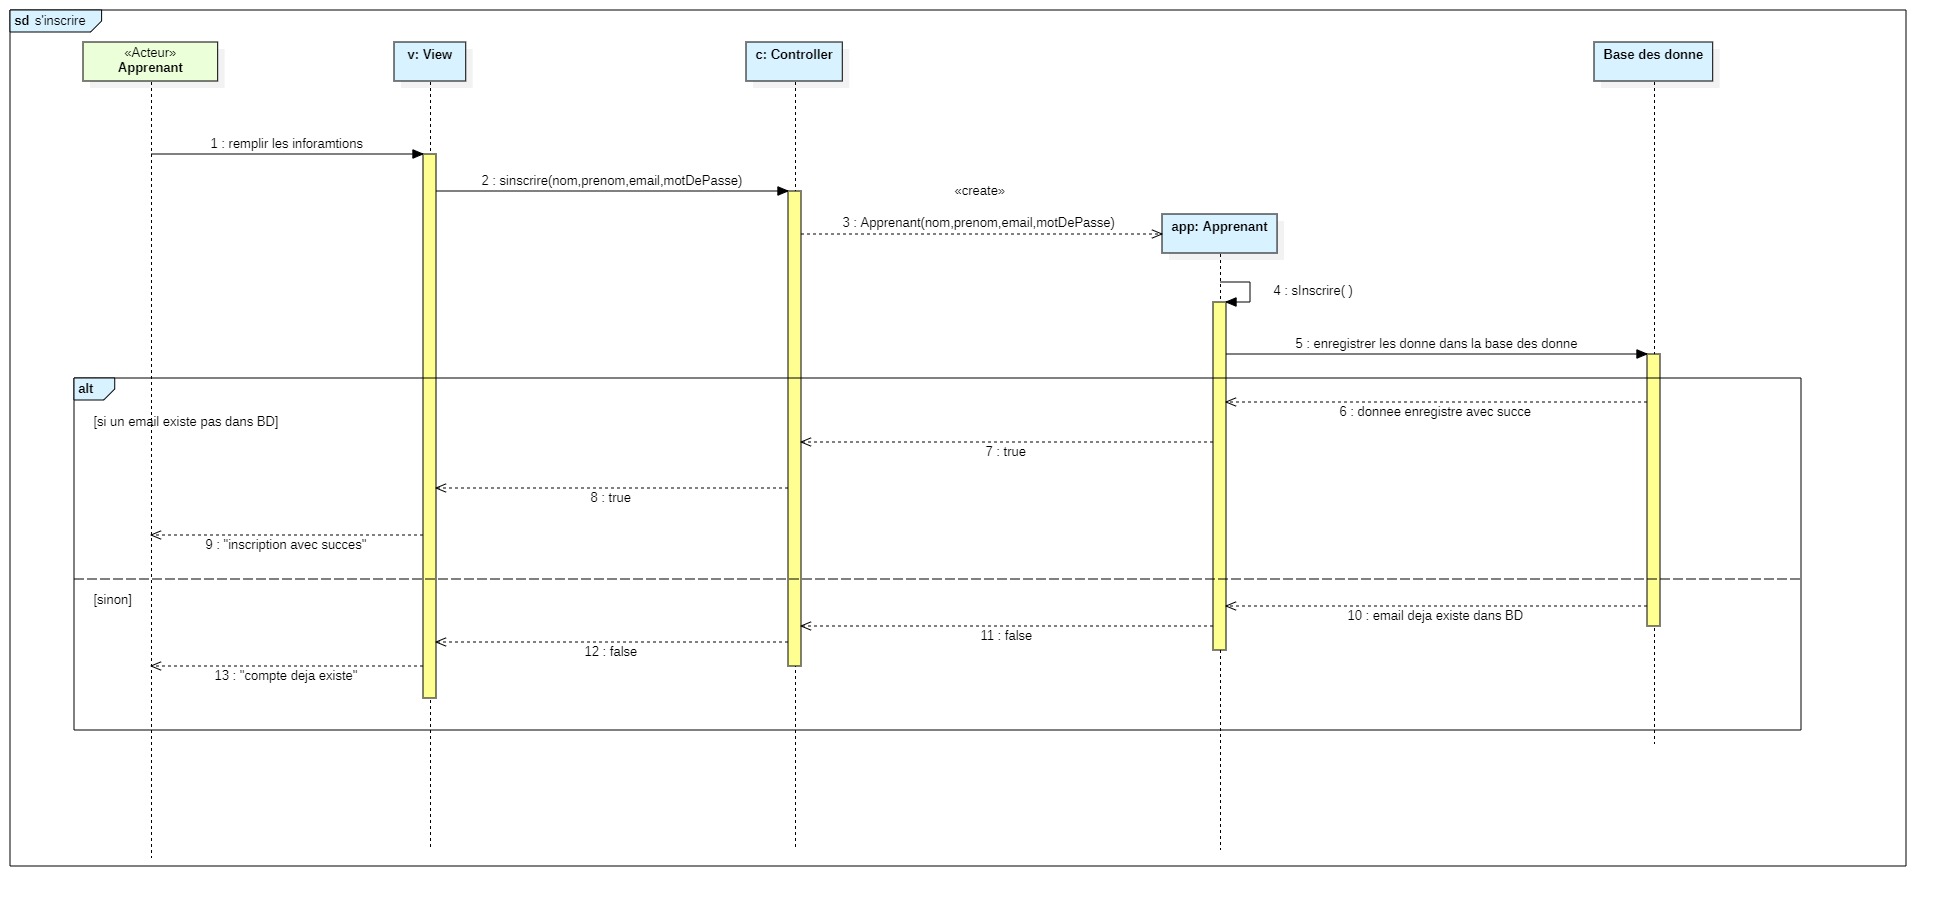 sd s'inscrire
«Acteur»
Apprenant
v: View
c: Controller
Base des donne
1 : remplir les inforamtions
2 : sinscrire(nom,prenom,email,motDePasse)
«create»
3 : Apprenant(nom,prenom,email,motDePasse)
app: Apprenant
4 : sInscrire( )
5 : enregistrer les donne dans la base des donne
alt
[si un email existe pas dans BD]
6 : donnee enregistre avec succe
7 : true
8 : true
9 : "inscription avec succes"
[sinon]
10 : email deja existe dans BD
11 : false
12 : false
13 : "compte deja existe"